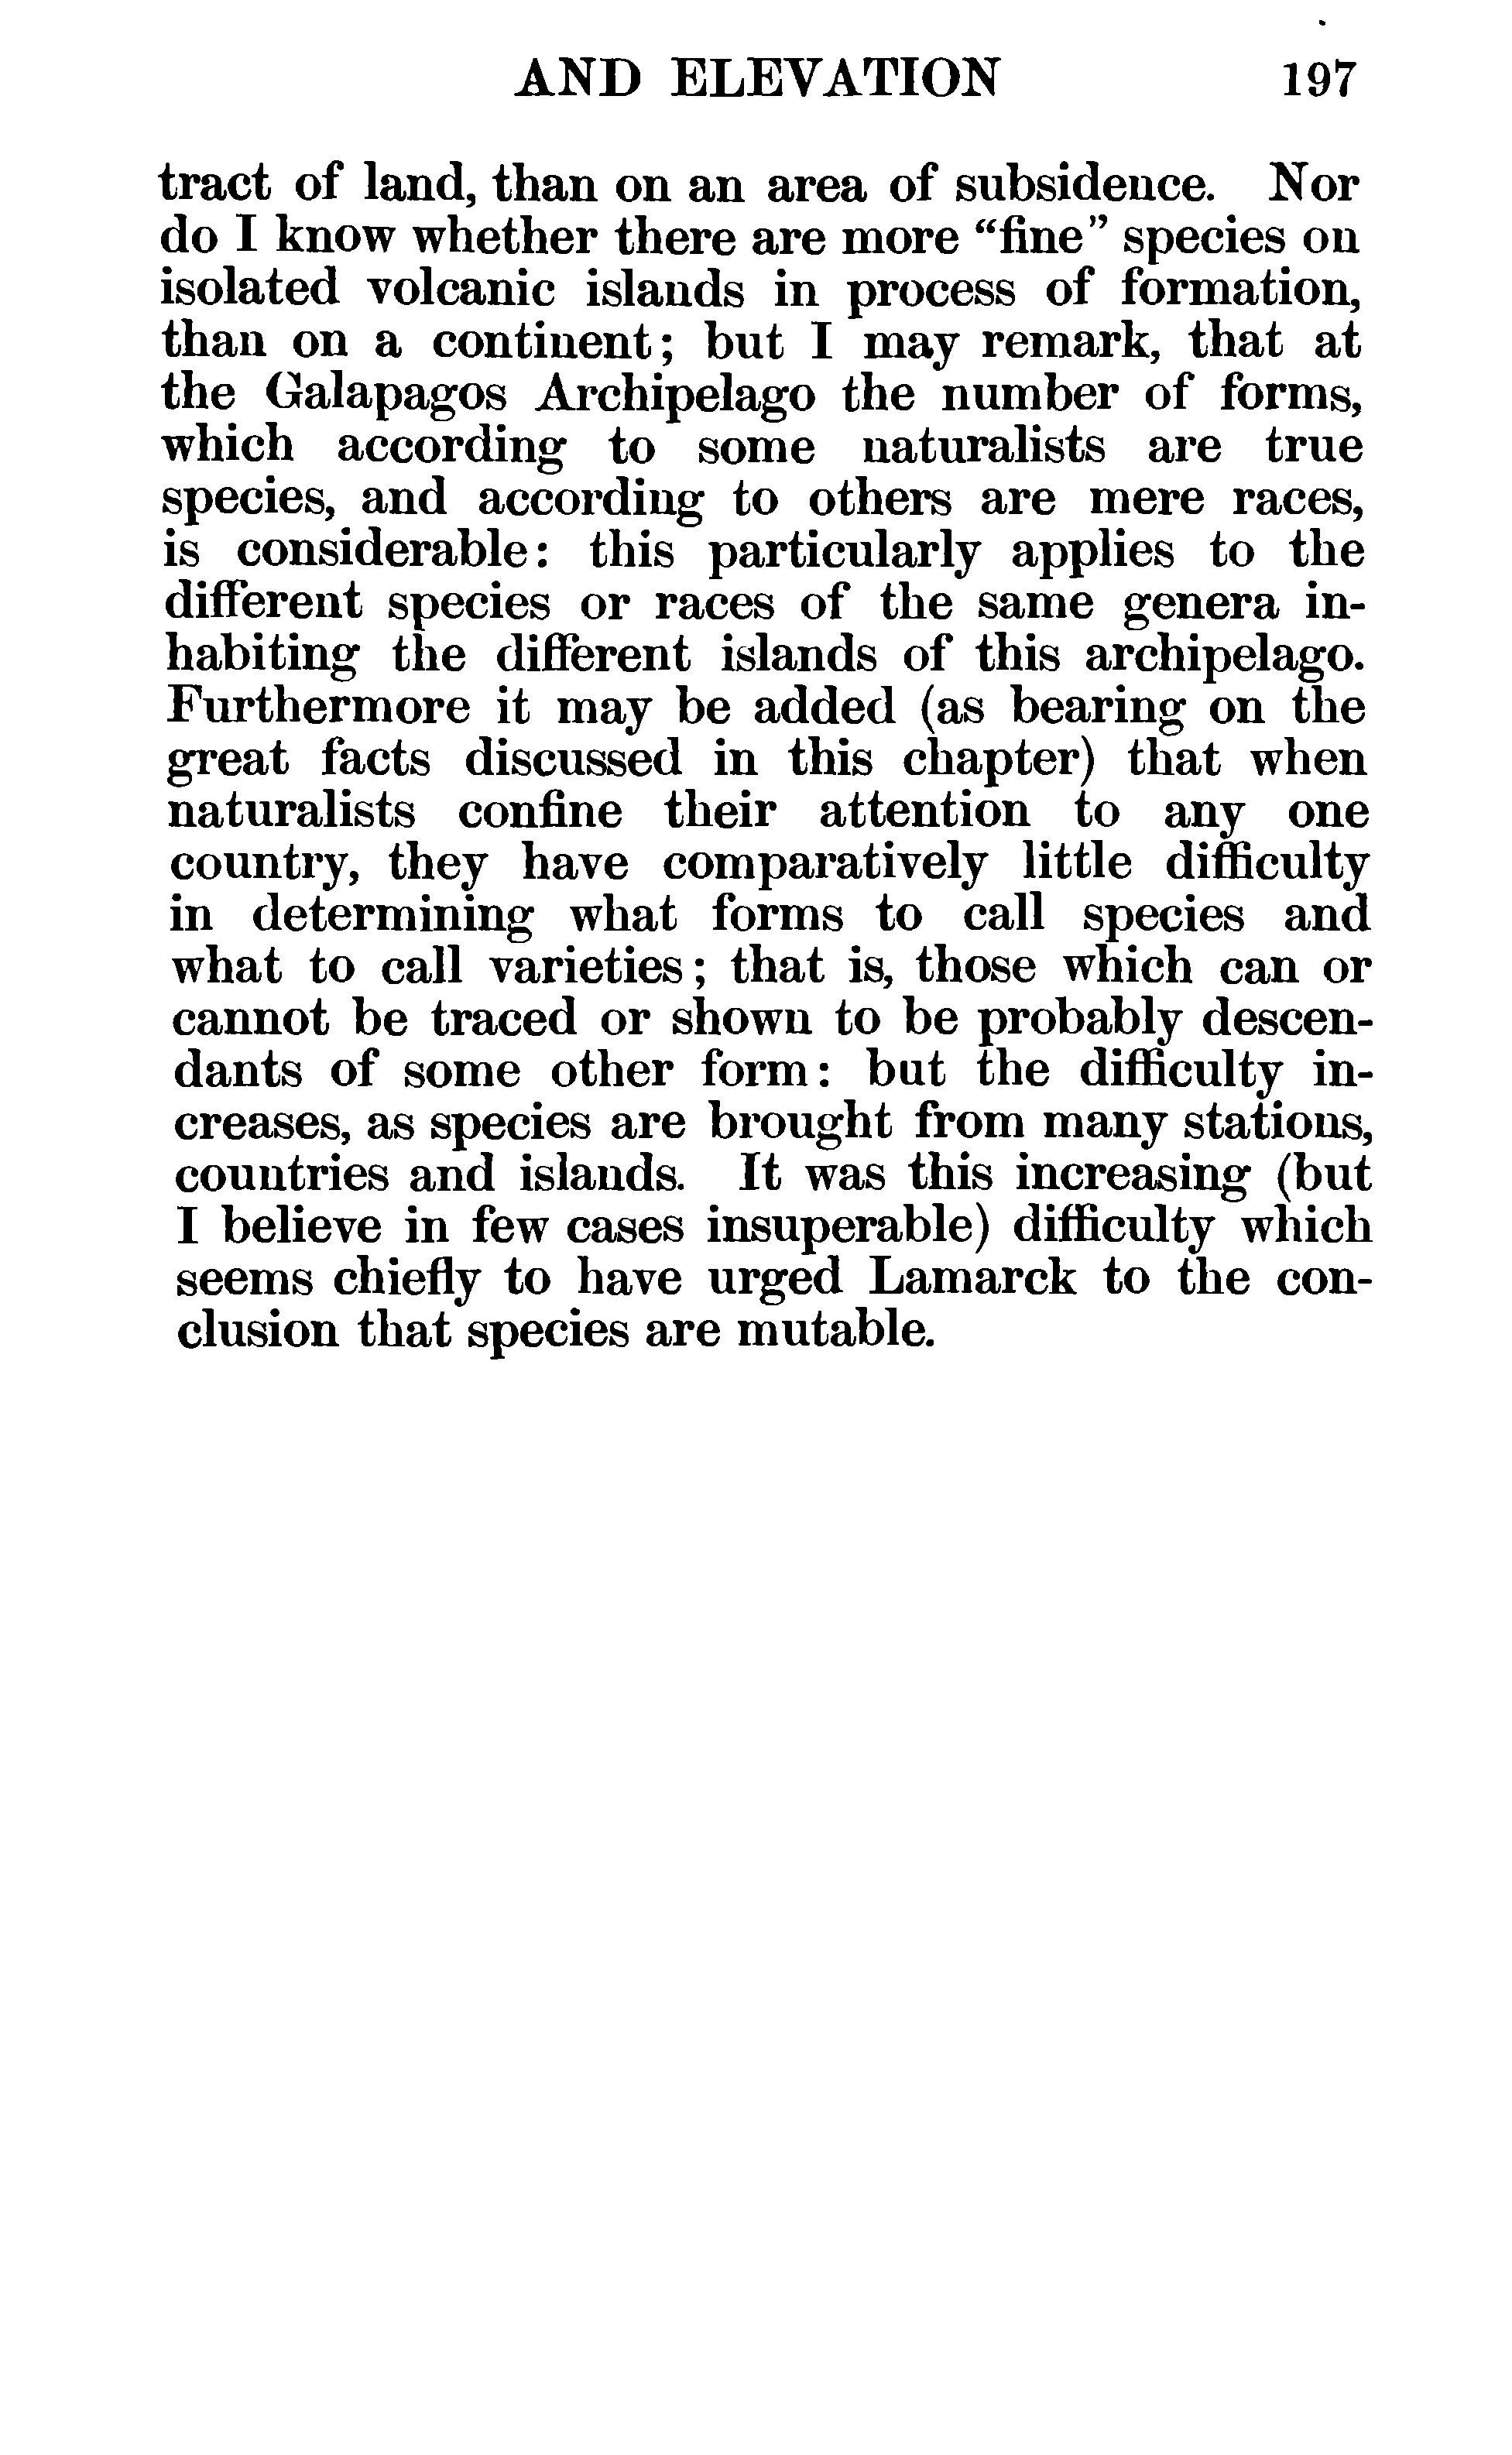 AND ELEVATION 197
tract of land, than on an area of subsidence. Nor
do I know whether there are more “fine” species on
isolated volcanic islands in process of formation,
than on a continent; but I may remark, that at
the Galapagos Archipelago the number of forms,
which according to some naturalists are true
species, and according to others are mere races,
is considerable: this particularly applies to the
different species or races of the same genera in-
habiting the different islands of this archipelago.
Furthermore it may be added (as bearing on the
great facts discussed in this chapter) that when
naturalists confine their attention to any one
country, they have comparatively little difficulty
in determining what forms to call species and
what to call varieties; that is, those which can or
cannot be traced or shown to be probably descen-
dants of some other form: but the difficulty in-
creases, as species are brought from many stations,
countries and islands. It was this increasing (but
I believe in few cases insuperable) difficulty which
seems chiefly to have urged Lamarck to the con-
clusion that species are mutable.